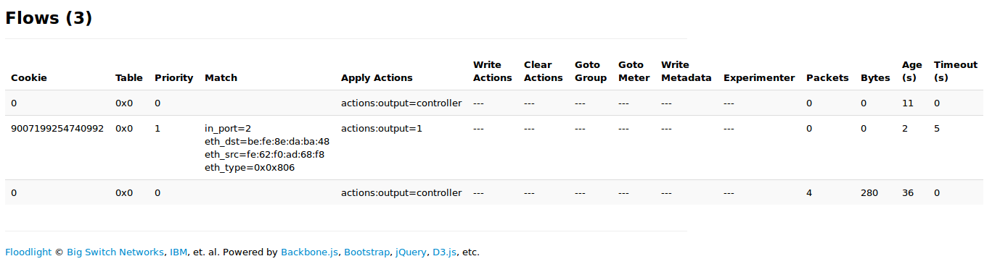 Flows (3)
Cookie Table Priority Match Apply Actions Write Actions Clear Actions Goto Group Goto Meter Write Metadata Experimenter Packets Bytes Age (s) Timeout (s)
0 0x0 0 actions:output=controller --- --- --- --- --- --- 0 0 11 0
9007199254740992 0x0 1 in_port=2 actions:output=1 --- --- --- --- --- --- 0 0 2 5
eth_dst=be:fe:8e:da:ba:48
eth_src=fe:62:f0:ad:68:f8
eth_type=0x0x806
0 0x0 0 actions:output=controller --- --- --- --- --- --- 4 280 36 0
Floodlight © Big Switch Networks, IBM, et. al. Powered by Backbone.js, Bootstrap, jQuery, D3.js, etc.